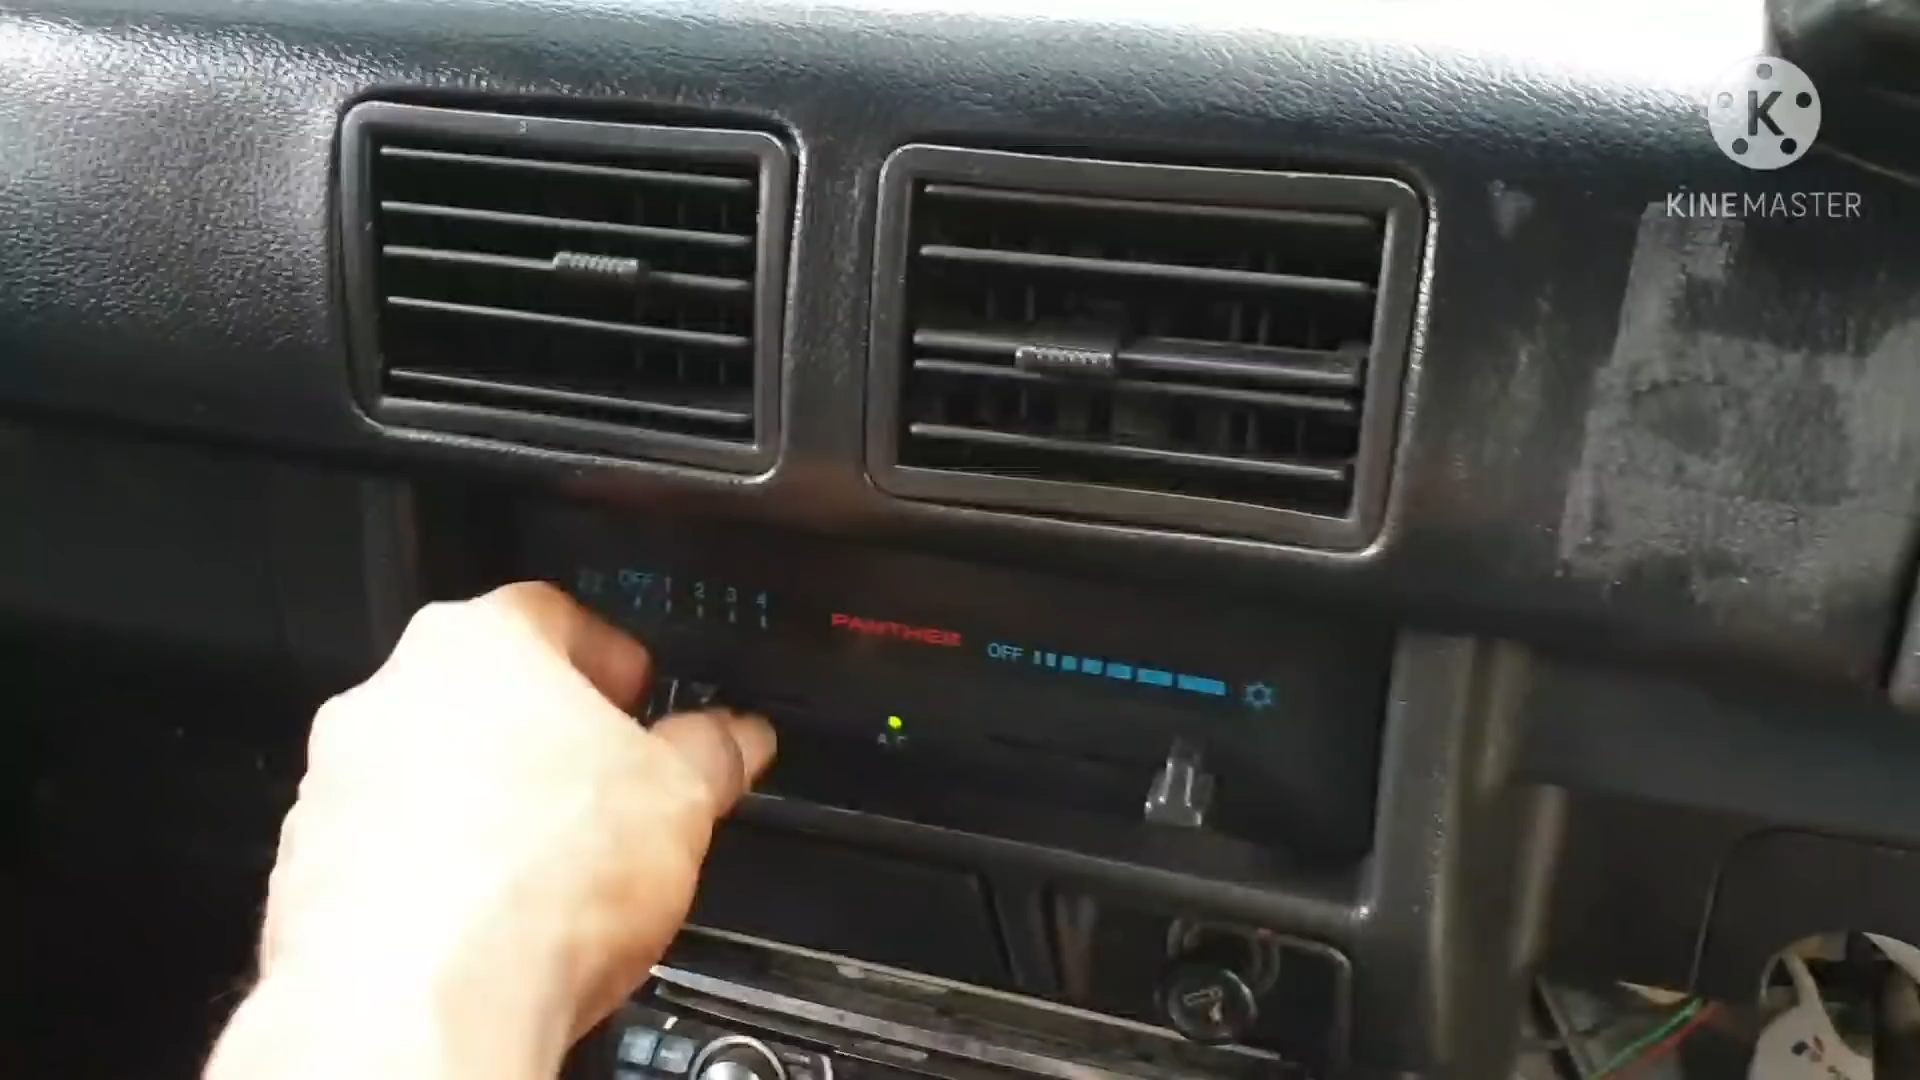 K
KINEMASTER
OFF 1 2 3 4
PANTHER
OFF
A/C